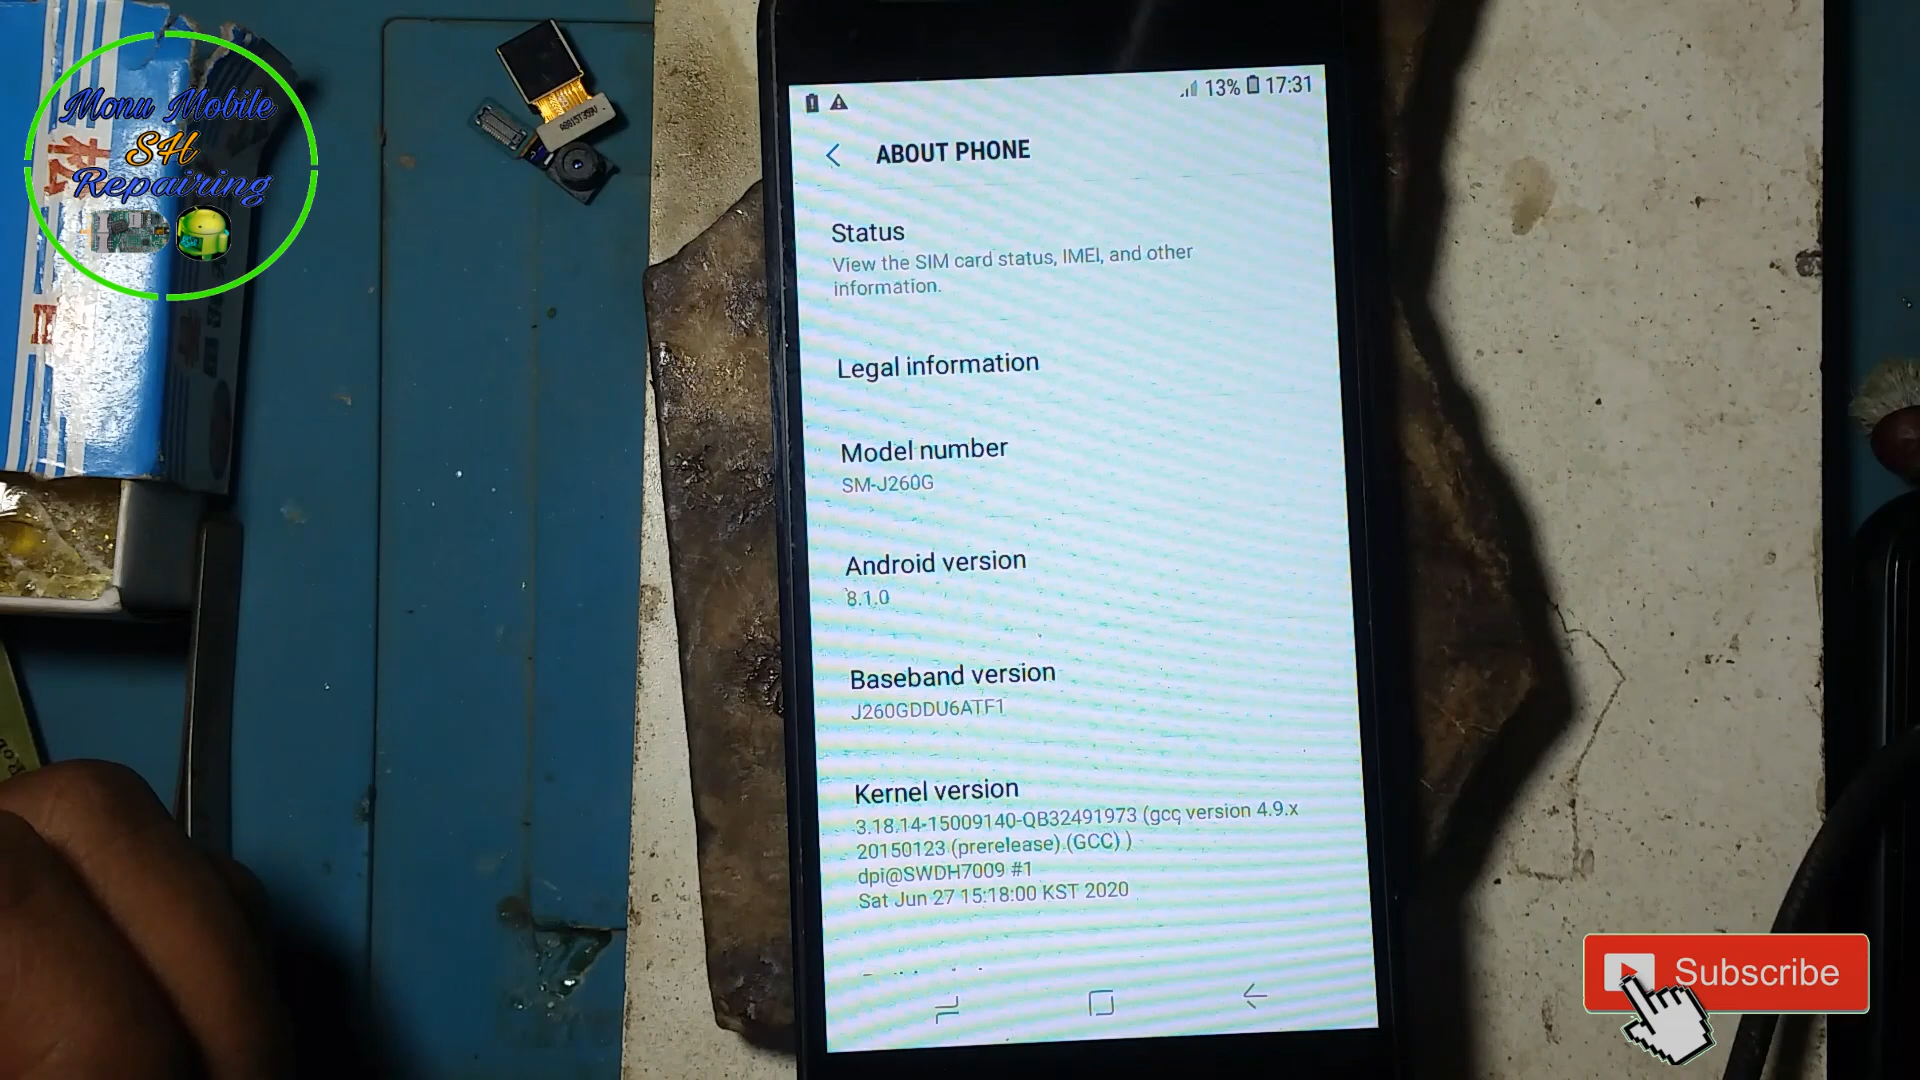 Monu Mobile
SH
Repairing
13% 17:31
ABOUT PHONE
Status
View the SIM card status, IMEI, and other
information.
Legal information
Model number
SM-J260G
Android version
8.1.0
Baseband version
J260GDDU6ATF1
Kernel version
3.18.14-15009140-QB32491973 (gcc version 4.9.x
20150123 (prerelease) (GCC) )
dpi@SWDH7009 #1
Sat Jun 27 15:18:00 KST 2020
Subscribe